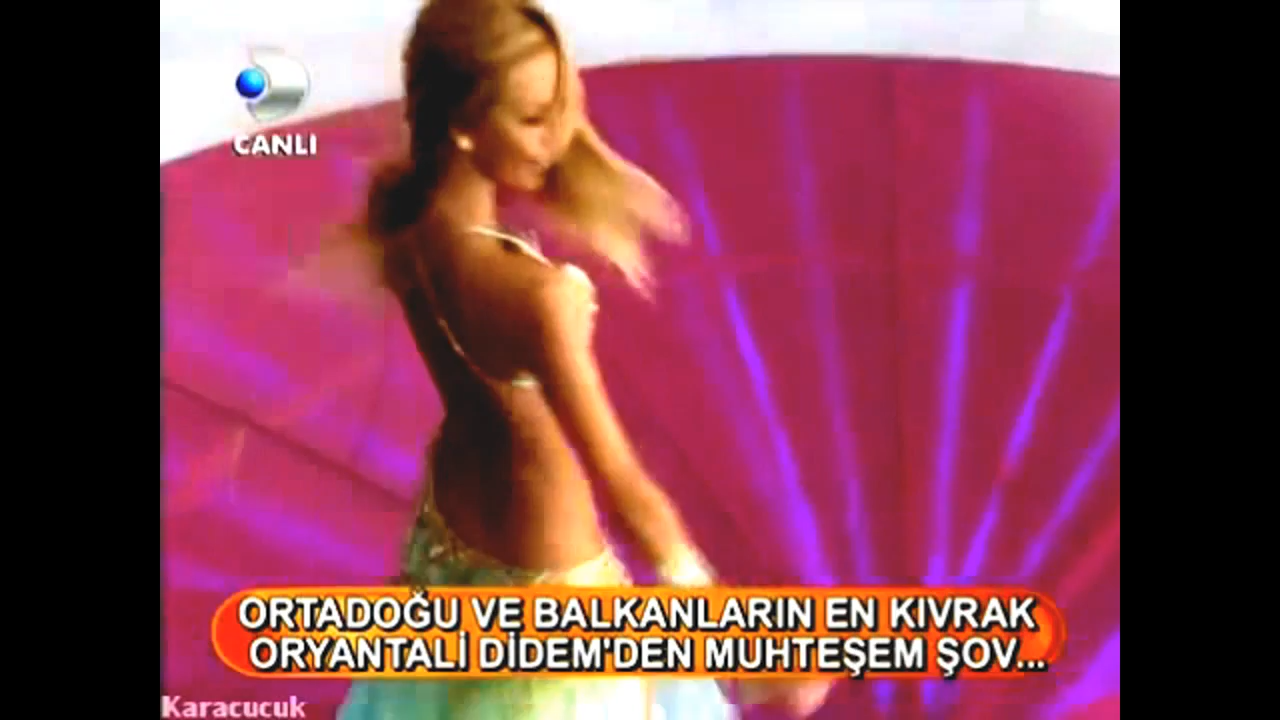 CANLI
ORTADOĞU VE BALKANLARIN EN KIVRAK
ORYANTALİ DİDEM'DEN MUHTEŞEM ŞOV...
Karacucuk